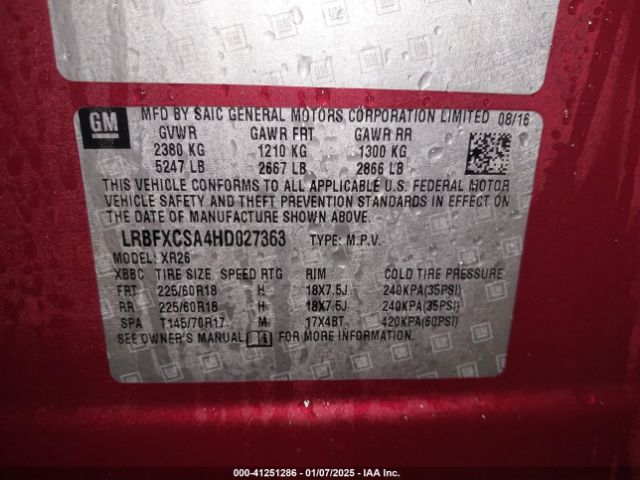 GM
MFD BY SAIC GENERAL MOTORS CORPORATION LIMITED 08/16
GVWR GAWR FRT GAWR RR
2380 KG 1210 KG 1300 KG
5247 LB 2667 LB 2866 LB
THIS VEHICLE CONFORMS TO ALL APPLICABLE U.S. FEDERAL MOTOR
VEHICLE SAFETY AND THEFT PREVENTION STANDARDS IN EFFECT ON
THE DATE OF MANUFACTURE SHOWN ABOVE.
LRBFXCSA4HD027363 TYPE: M.P.V.
MODEL: XR26
XBBC TIRE SIZE SPEED RTG RIM COLD TIRE PRESSURE
FRT 225/60R18 H 18X7.5J 240KPA(35PSI)
RR 225/60R18 H 18X7.5J 240KPA(35PSI)
SPA T145/70R17 M 17X4BT 420KPA(60PSI)
SEE OWNER'S MANUAL FOR MORE INFORMATION.
000-41251286 - 01/07/2025 - IAA Inc.